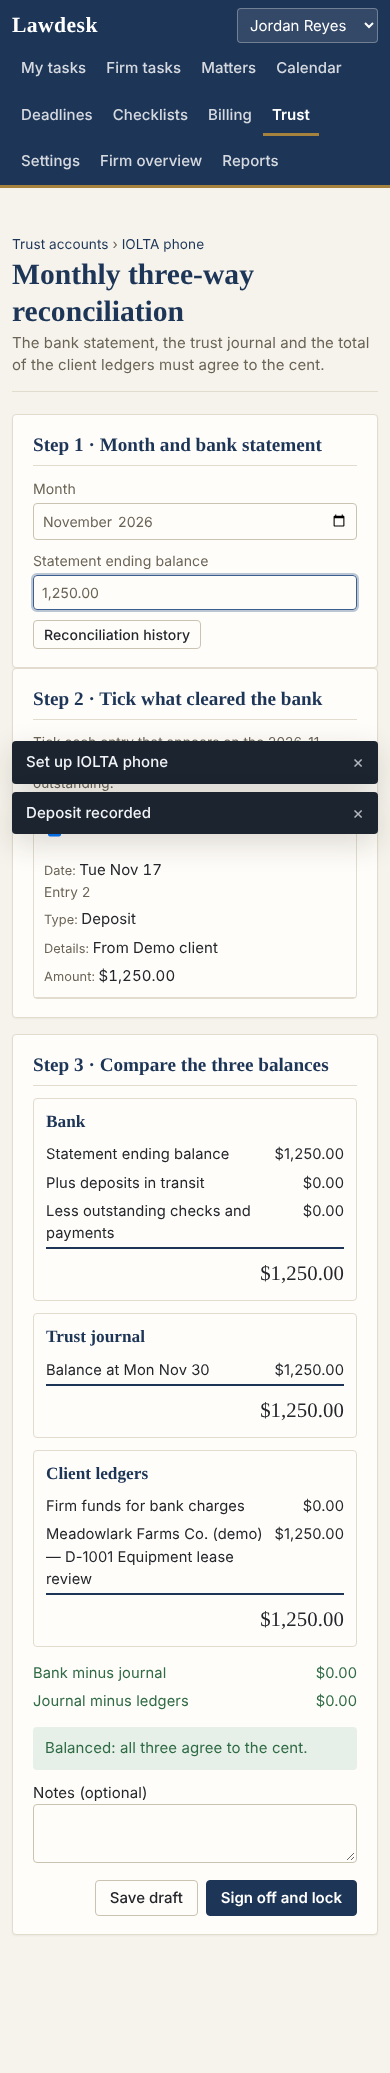 Lawdesk
Jordan Reyes
My tasks Firm tasks Matters Calendar
Deadlines Checklists Billing Trust
Settings Firm overview Reports
Trust accounts › IOLTA phone
Monthly three-way
reconciliation
The bank statement, the trust journal and the total
of the client ledgers must agree to the cent.
Step 1 · Month and bank statement
Month
November 2026
Statement ending balance
1,250.00
Reconciliation history
Step 2 · Tick what cleared the bank
Set up IOLTA phone ×
outstanding.
Deposit recorded ×
Date: Tue Nov 17
Entry 2
Type: Deposit
Details: From Demo client
Amount: $1,250.00
Step 3 · Compare the three balances
Bank
Statement ending balance $1,250.00
Plus deposits in transit $0.00
Less outstanding checks and $0.00
payments
$1,250.00
Trust journal
Balance at Mon Nov 30 $1,250.00
$1,250.00
Client ledgers
Firm funds for bank charges $0.00
Meadowlark Farms Co. (demo) $1,250.00
— D-1001 Equipment lease
review
$1,250.00
Bank minus journal $0.00
Journal minus ledgers $0.00
Balanced: all three agree to the cent.
Notes (optional)
Save draft Sign off and lock